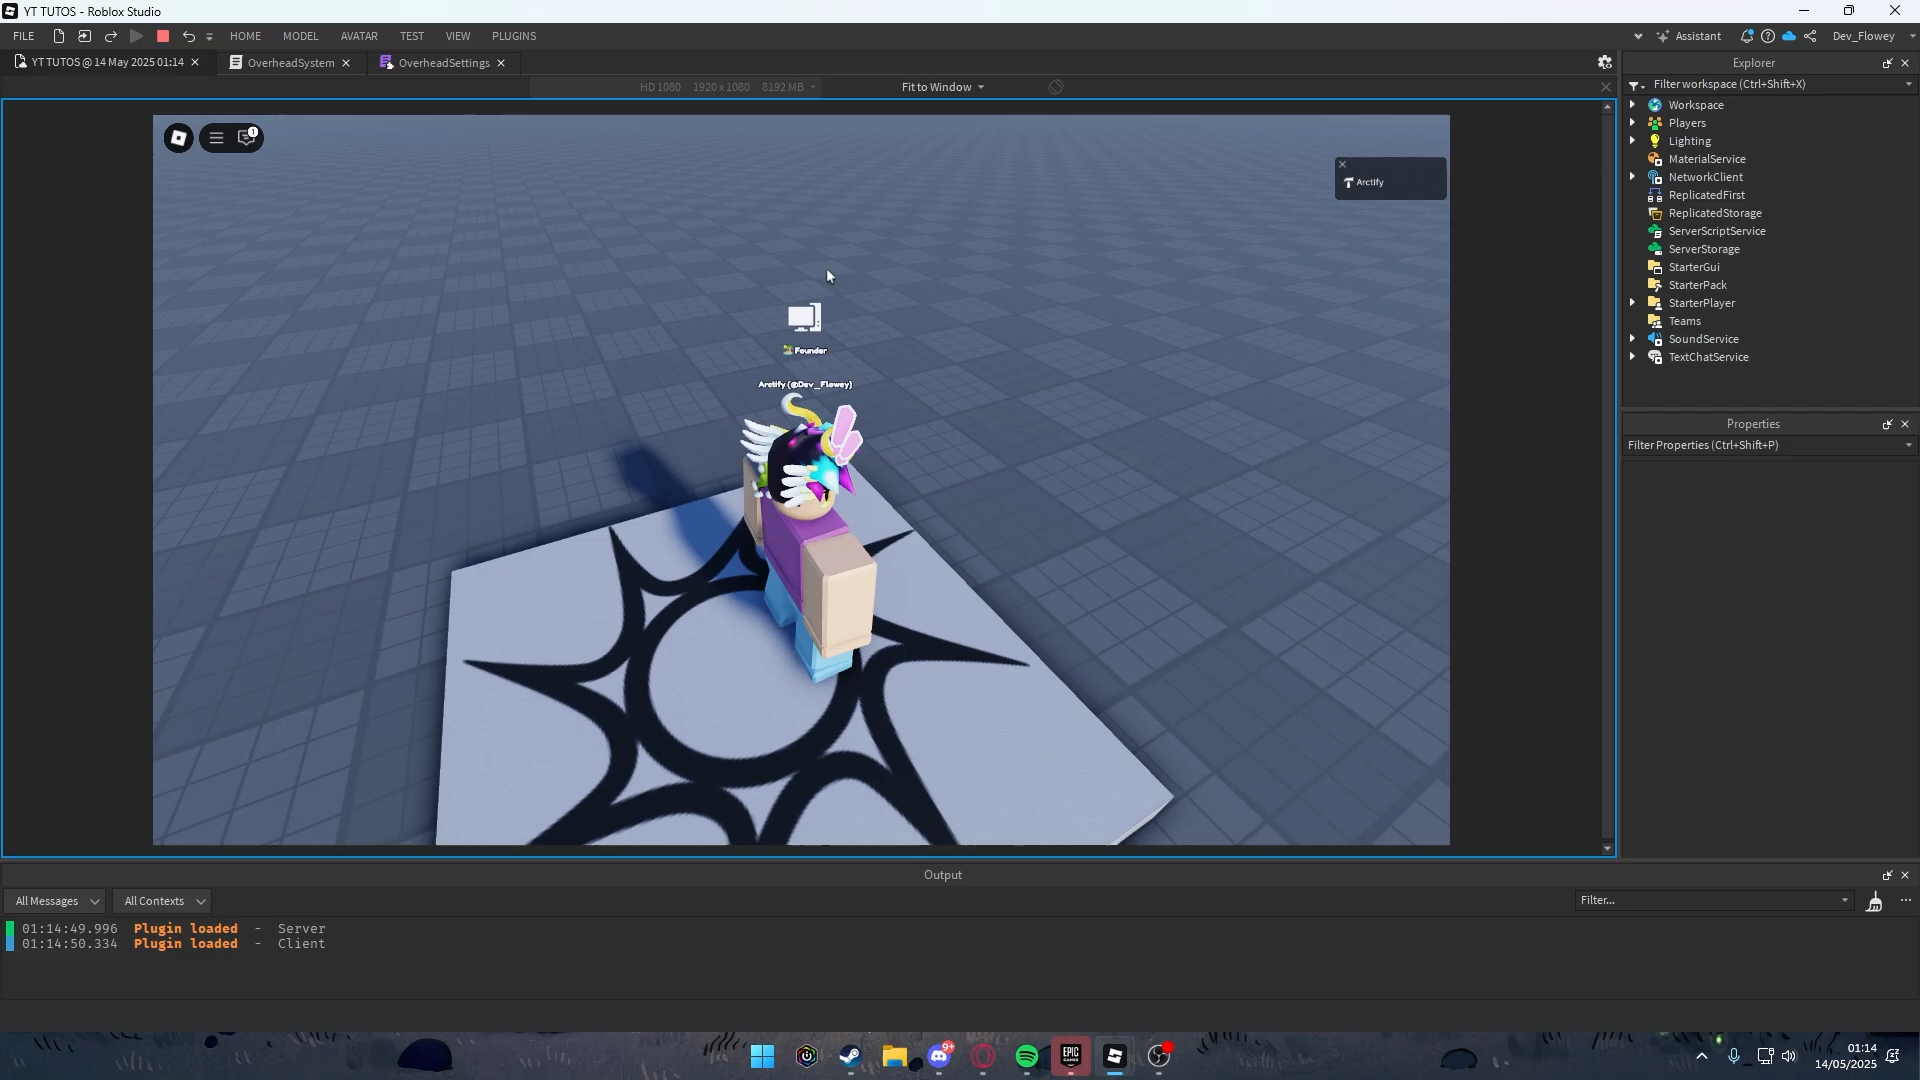 YT TUTOS - Roblox Studio
FILE HOME MODEL AVATAR TEST VIEW PLUGINS Assistant Dev_Flowey
YT TUTOS @ 14 May 2025 01:14 OverheadSystem OverheadSettings
HD 1080 1920 x 1080 8192 MB Fit to Window
1
Arctify
Founder
Arctify (@Dev_Flowey)
Explorer
Filter workspace (Ctrl+Shift+X)
Workspace
Players
Lighting
MaterialService
NetworkClient
ReplicatedFirst
ReplicatedStorage
ServerScriptService
ServerStorage
StarterGui
StarterPack
StarterPlayer
Teams
SoundService
TextChatService
Properties
Filter Properties (Ctrl+Shift+P)
Output
All Messages All Contexts Filter...
01:14:49.996 Plugin loaded - Server
01:14:50.334 Plugin loaded - Client
9+
EPIC GAMES
01:14
14/05/2025